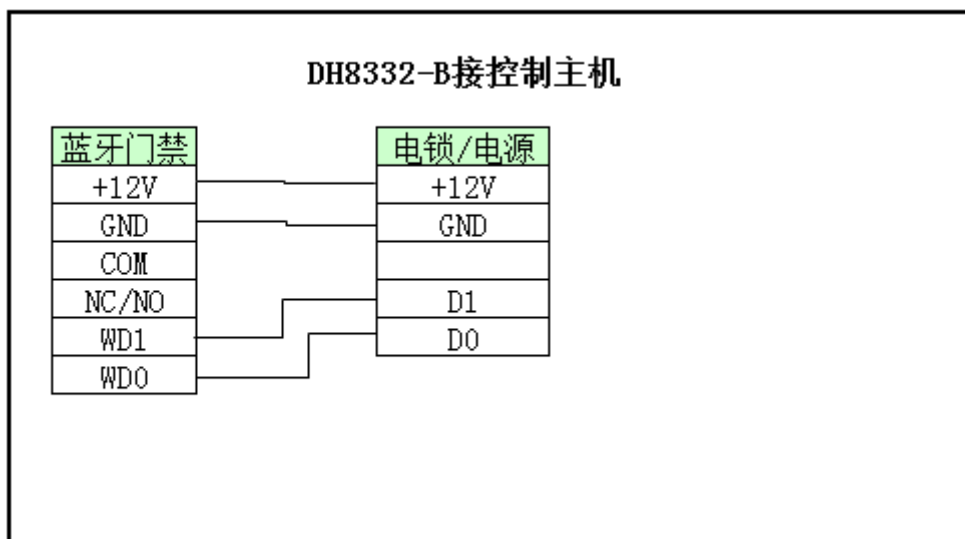 DH8332-B接控制主机
蓝牙门禁
+12V
GND
COM
NC/NO
WD1
WD0
电锁/电源
+12V
GND
D1
D0